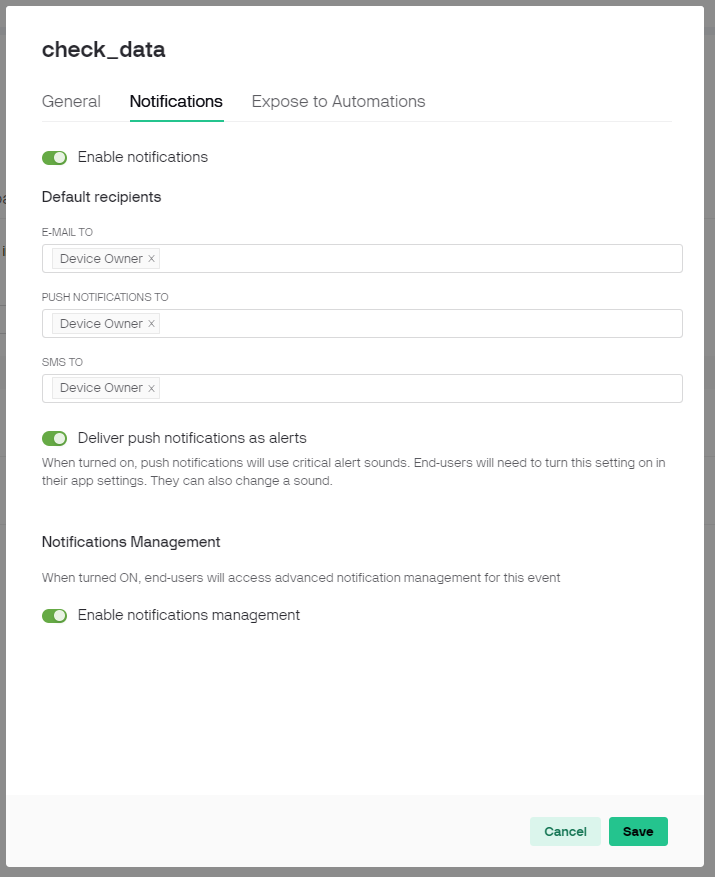 check_data
General Notifications Expose to Automations
Enable notifications
Default recipients
E-MAIL TO
Device Owner x
PUSH NOTIFICATIONS TO
Device Owner x
SMS TO
Device Owner x
Deliver push notifications as alerts
When turned on, push notifications will use critical alert sounds. End-users will need to turn this setting on in
their app settings. They can also change a sound.
Notifications Management
When turned ON, end-users will access advanced notification management for this event
Enable notifications management
Cancel Save